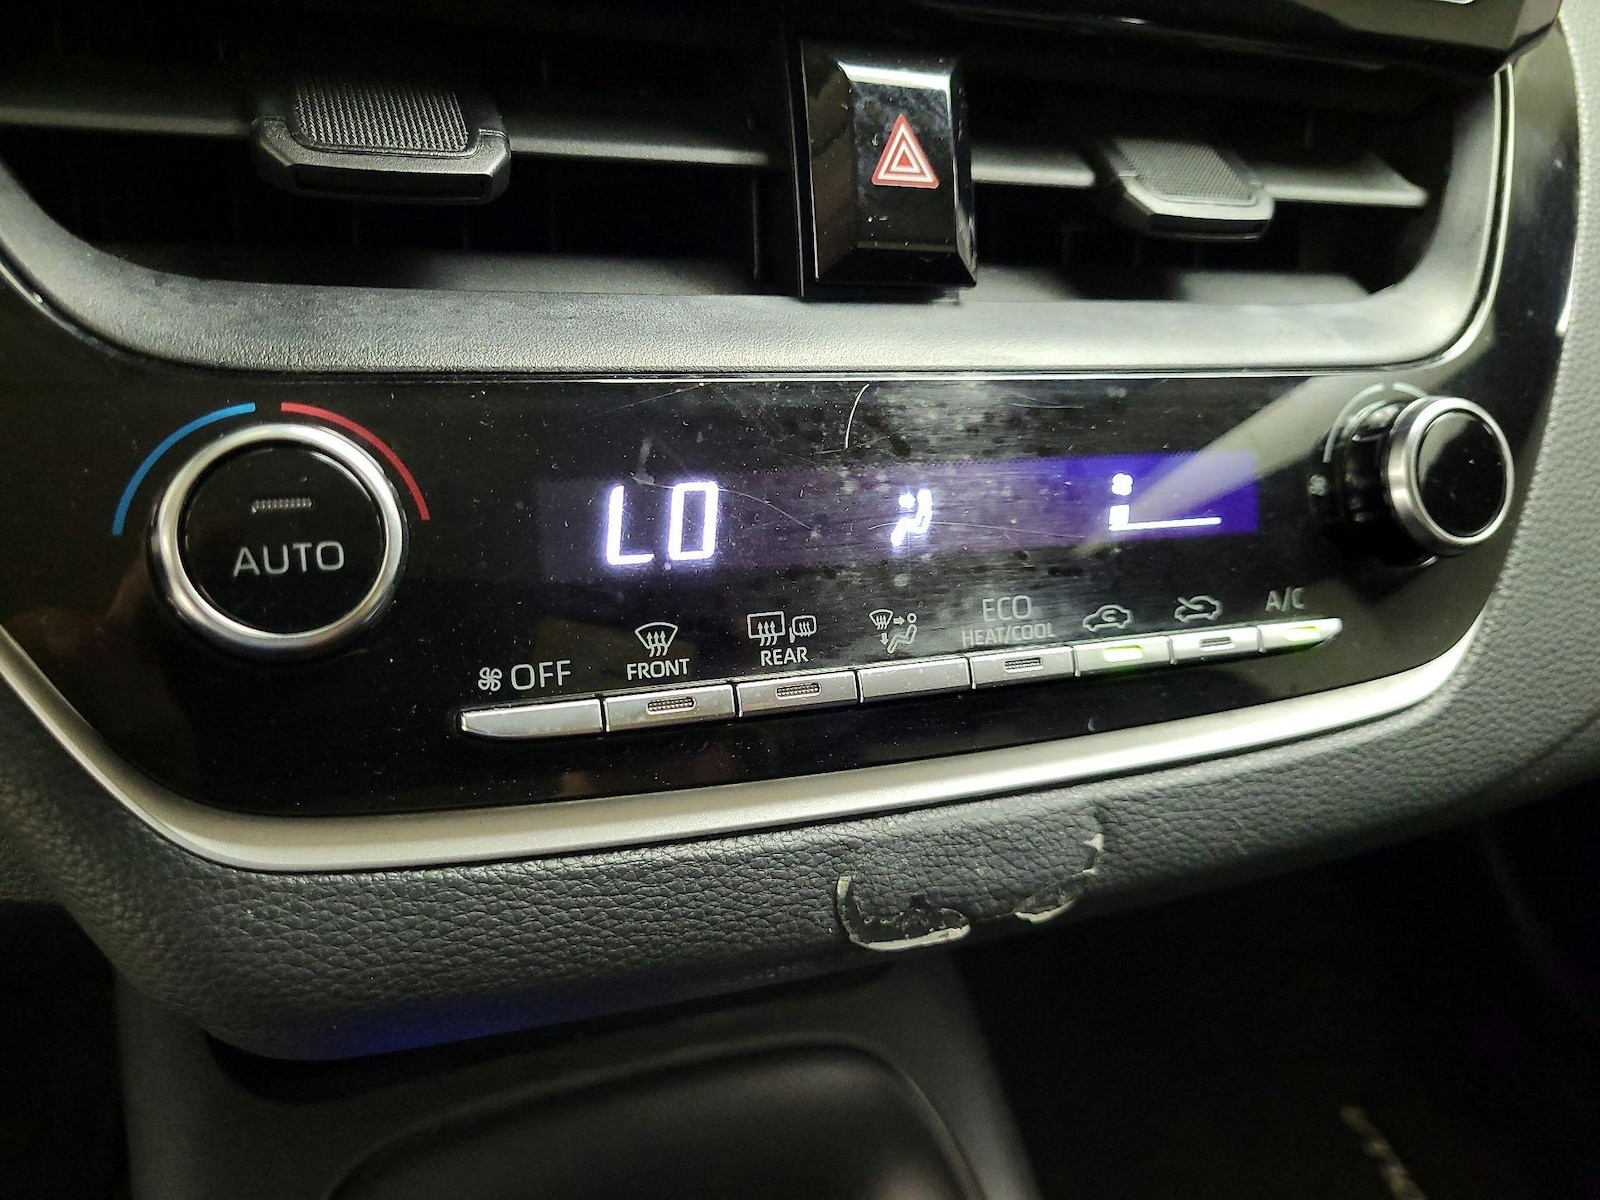 AUTO
LO
OFF
FRONT
REAR
ECO
HEAT/COOL
A/C